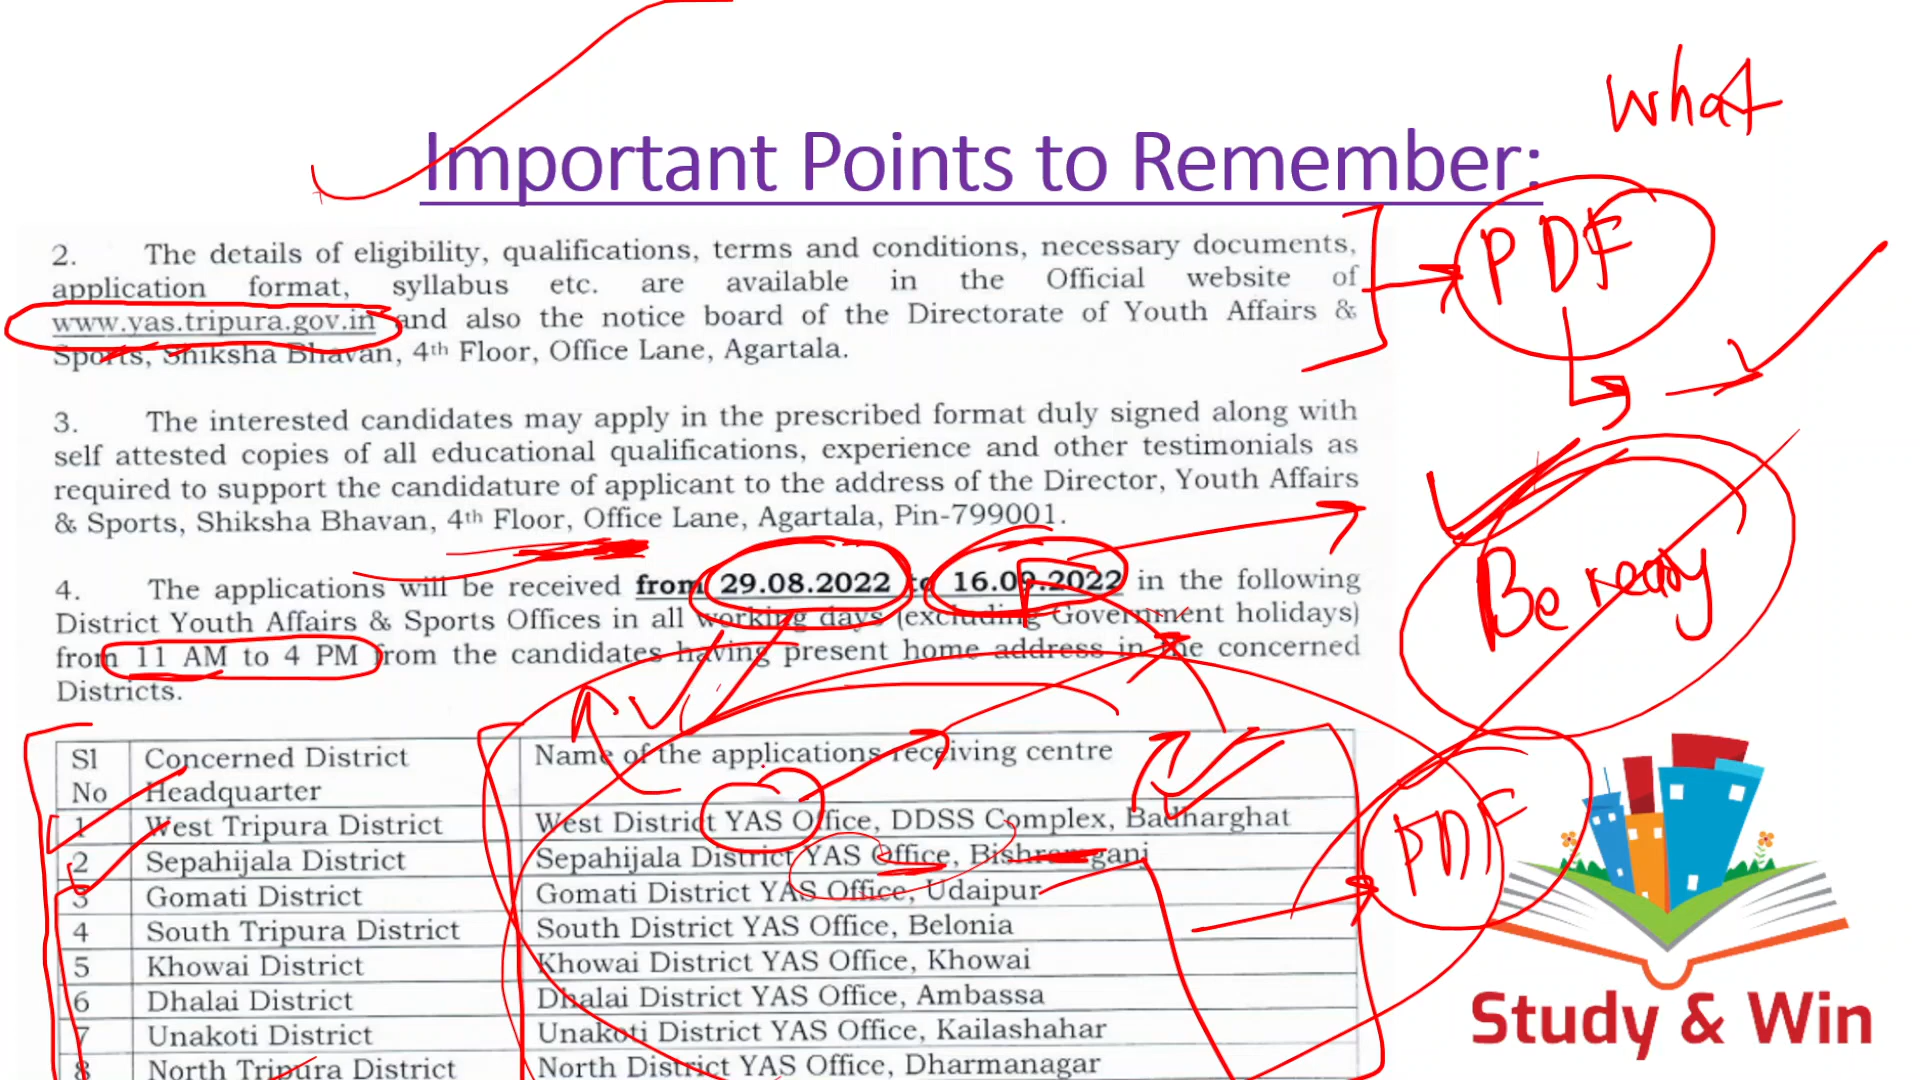 what
Important Points to Remember:
PDF
2. The details of eligibility, qualifications, terms and conditions, necessary documents,
application format, syllabus etc. are available in the Official website of
www.yas.tripura.gov.in and also the notice board of the Directorate of Youth Affairs &
Sports, Shiksha Bhavan, 4th Floor, Office Lane, Agartala.
3. The interested candidates may apply in the prescribed format duly signed along with
self attested copies of all educational qualifications, experience and other testimonials as
required to support the candidature of applicant to the address of the Director, Youth Affairs
& Sports, Shiksha Bhavan, 4th Floor, Office Lane, Agartala, Pin-799001.
Be ready
4. The applications will be received from 29.08.2022 to 16.09.2022 in the following
District Youth Affairs & Sports Offices in all working days (excluding Government holidays)
from 11 AM to 4 PM from the candidates having present home address in the concerned
Districts.
Sl No Concerned District Headquarter Name of the applications receiving centre
1 West Tripura District West District YAS Office, DDSS Complex, Badharghat
2 Sepahijala District Sepahijala District YAS Office, Bishramganj
3 Gomati District Gomati District YAS Office, Udaipur
4 South Tripura District South District YAS Office, Belonia
5 Khowai District Khowai District YAS Office, Khowai
6 Dhalai District Dhalai District YAS Office, Ambassa
7 Unakoti District Unakoti District YAS Office, Kailashahar
8 North Tripura District North District YAS Office, Dharmanagar
PDF
Study & Win